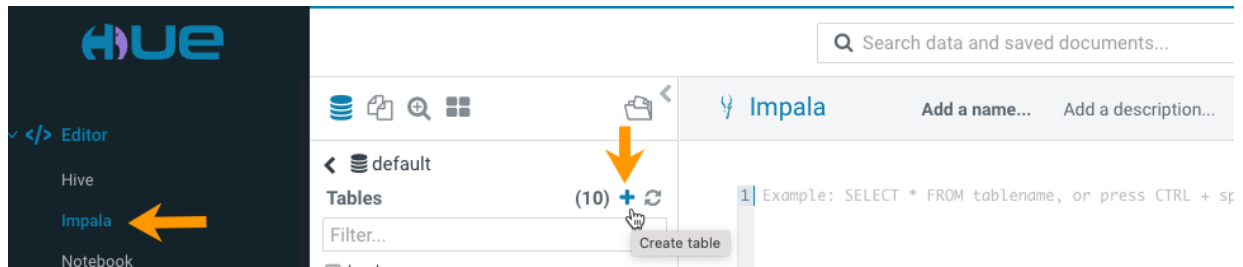 HUE
Search data and saved documents...
Impala
Add a name... Add a description...
</> Editor
default
Hive
Tables (10) +
1 Example: SELECT * FROM tablename, or press CTRL + sp
Impala
Filter...
Create table
Notebook